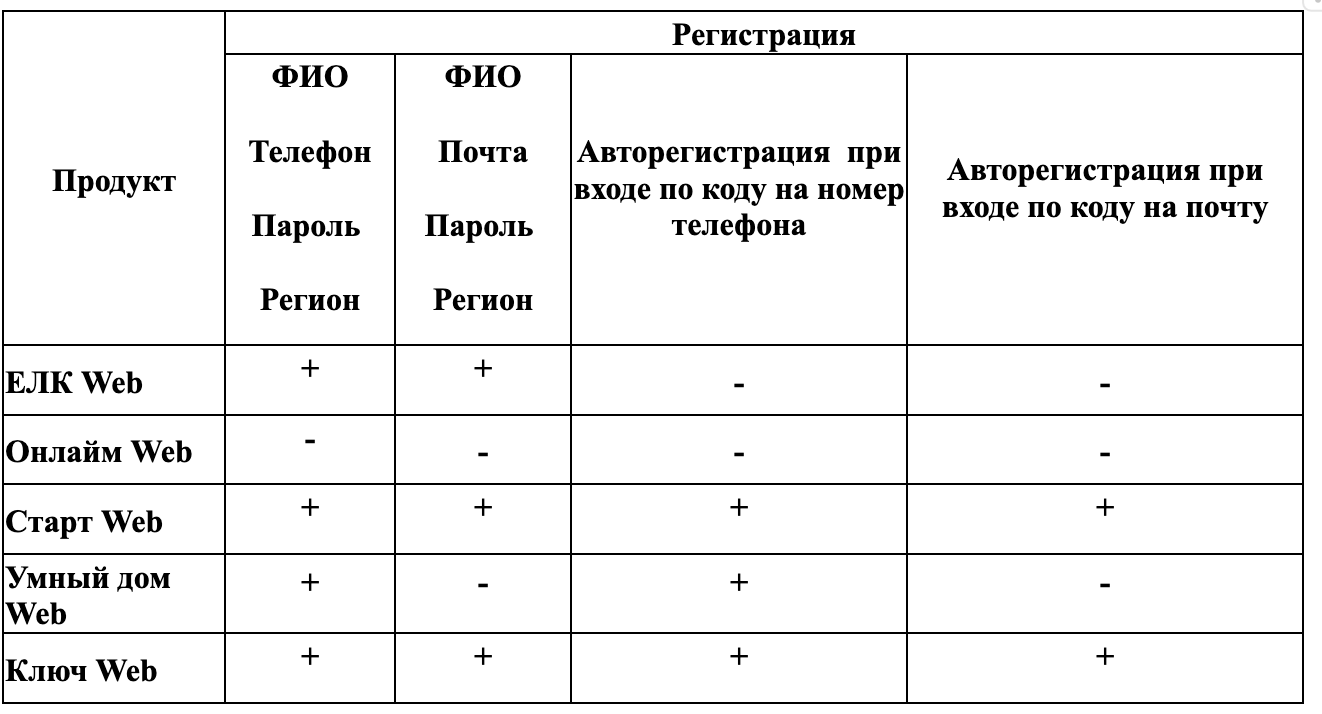 Продукт
Регистрация
ФИО
Телефон
Пароль
Регион
ФИО
Почта
Пароль
Регион
Авторегистрация при
входе по коду на номер
телефона
Авторегистрация при
входе по коду на почту
ЕЛК Web
+ + - -
Онлайм Web
- - - -
Старт Web
+ + + +
Умный дом
Web
+ - + -
Ключ Web
+ + + +